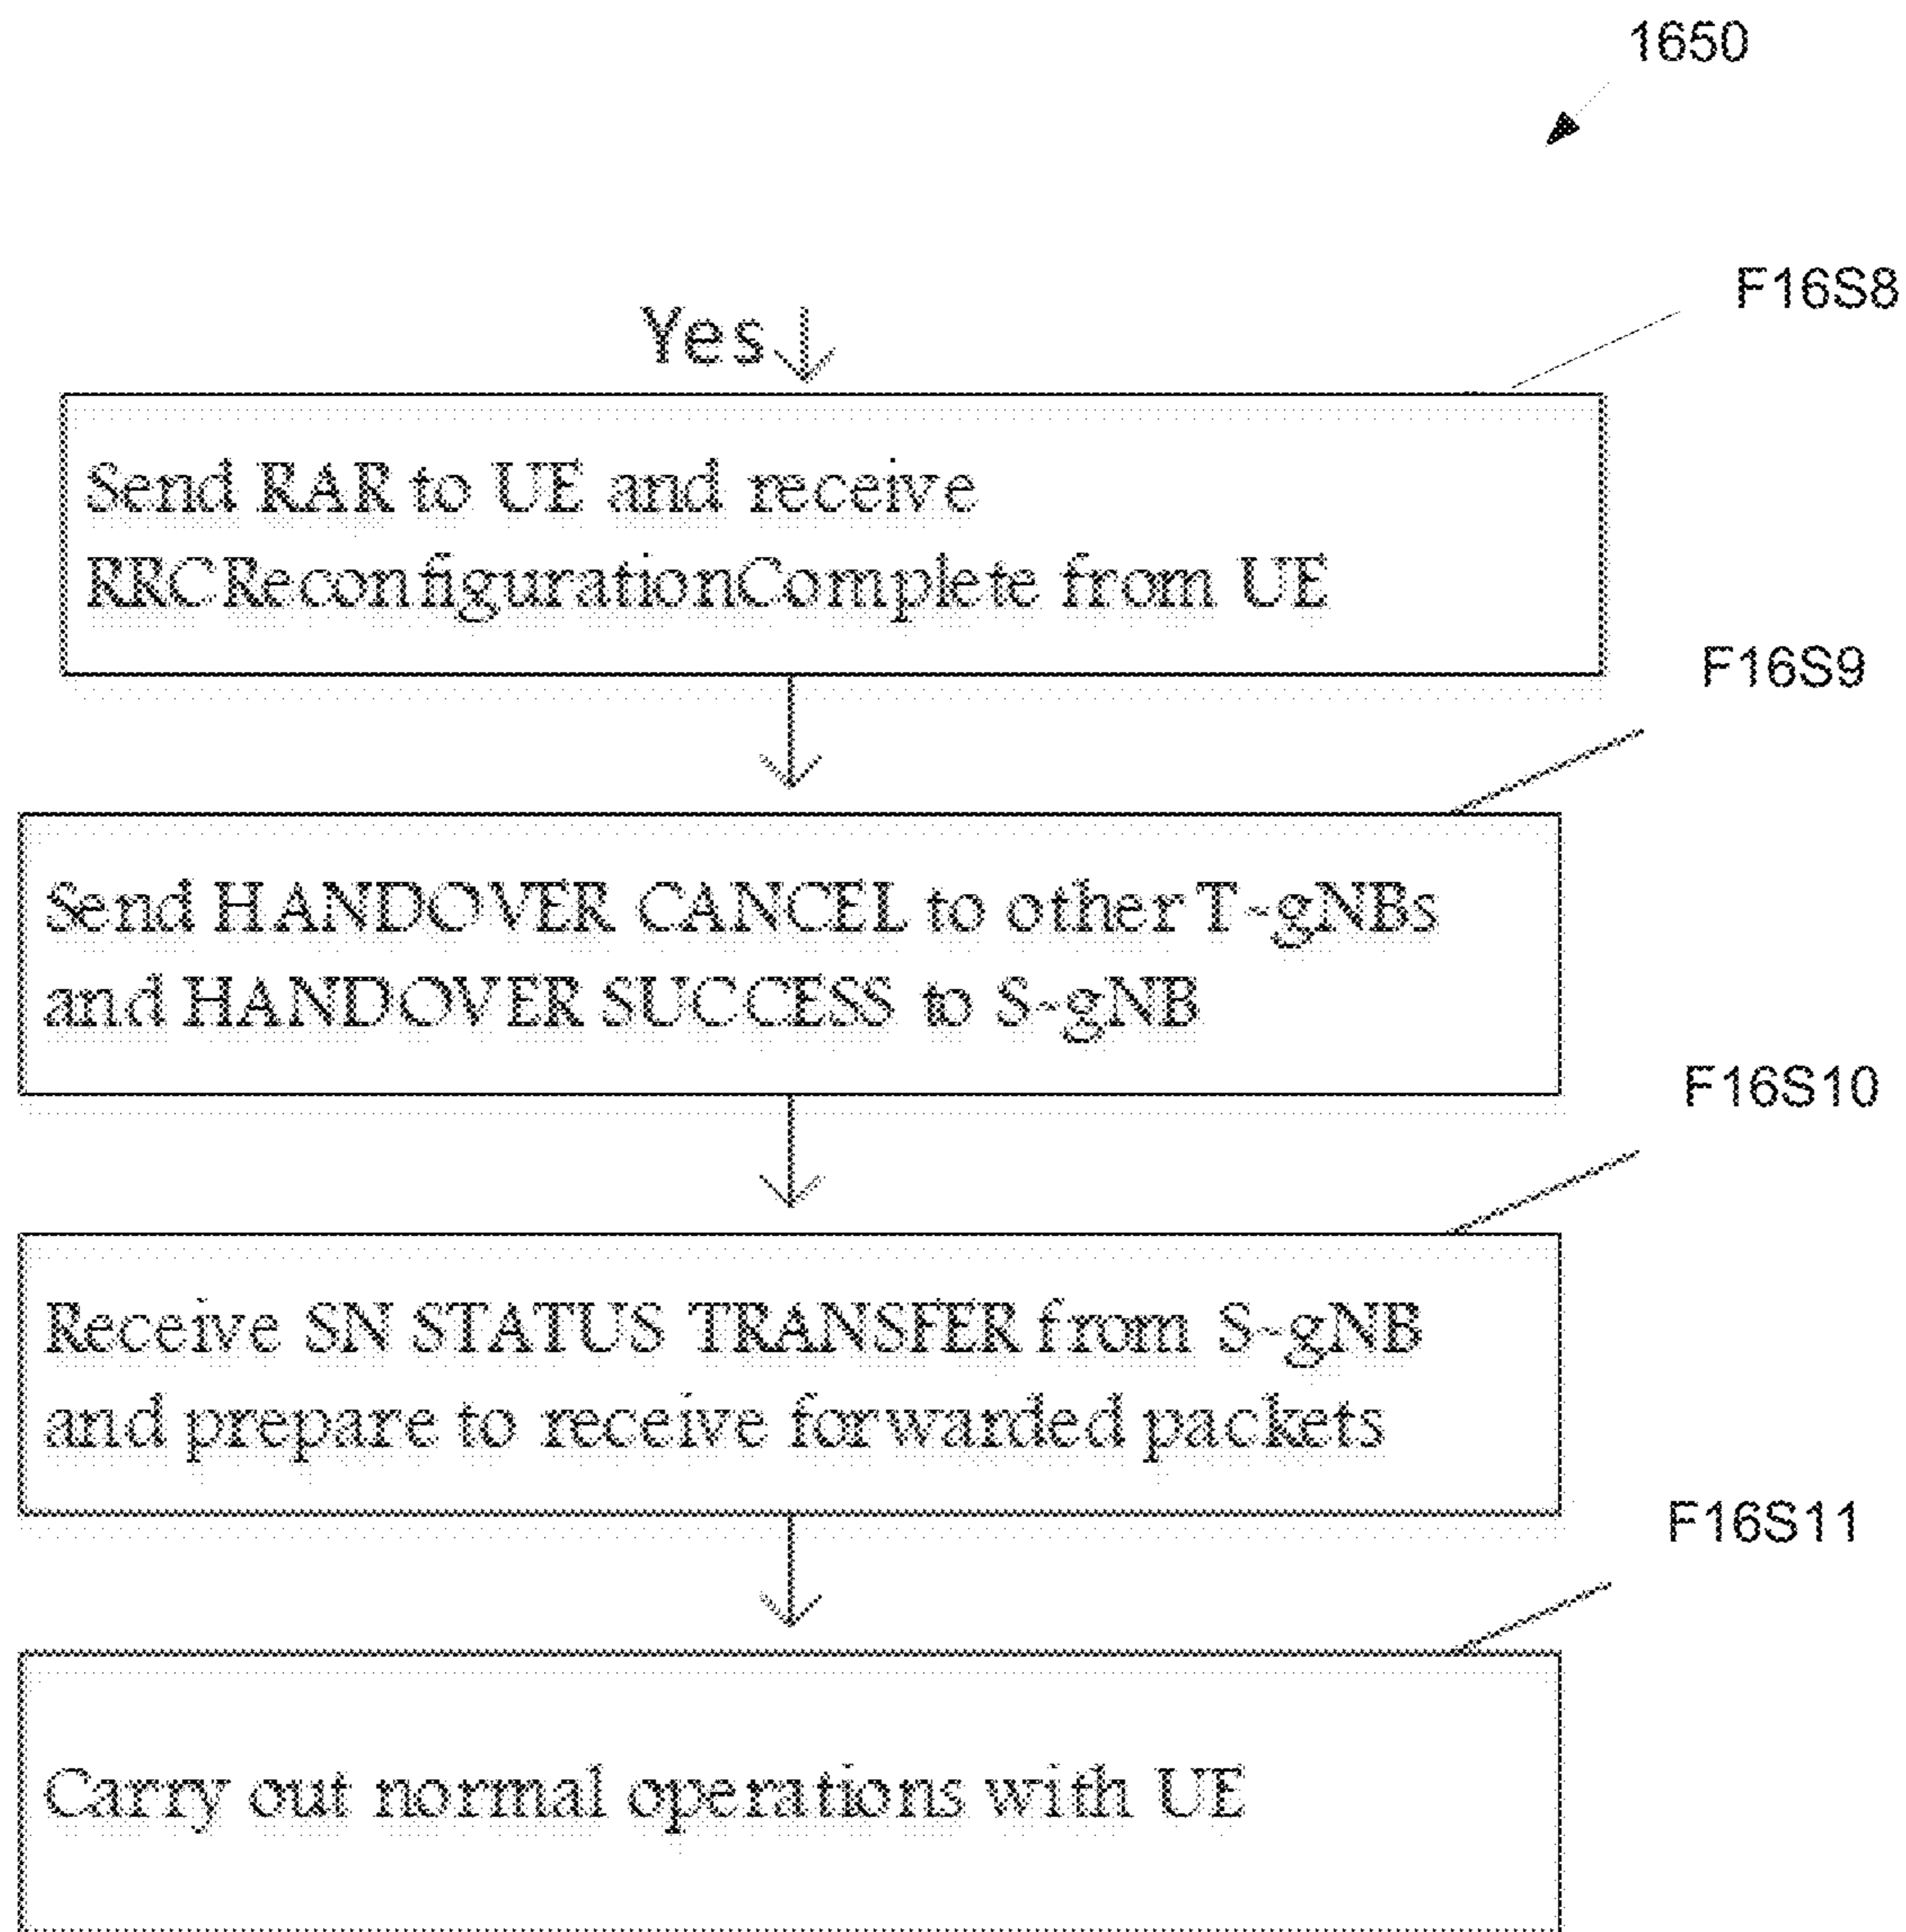 1650
F16S8
Yes
Send RAR to UE and receive
RRCReconfigurationComplete from UE
F16S9
Send HANDOVER CANCEL to other T-gNBs
and HANDOVER SUCCESS to S-gNB
F16S10
Receive SN STATUS TRANSFER from S-gNB
and prepare to receive forwarded packets
F16S11
Carry out normal operations with UE